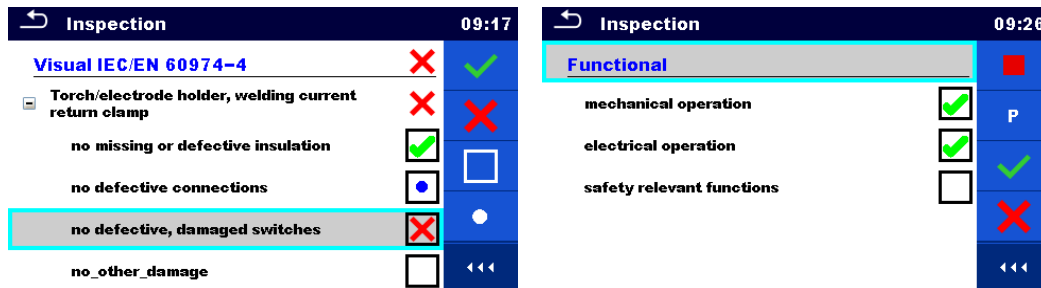 Inspection 09:17
Visual IEC/EN 60974-4
Torch/electrode holder, welding current
return clamp
no missing or defective insulation
no defective connections
no defective, damaged switches
no_other_damage
Inspection 09:26
Functional
P
mechanical operation
electrical operation
safety relevant functions